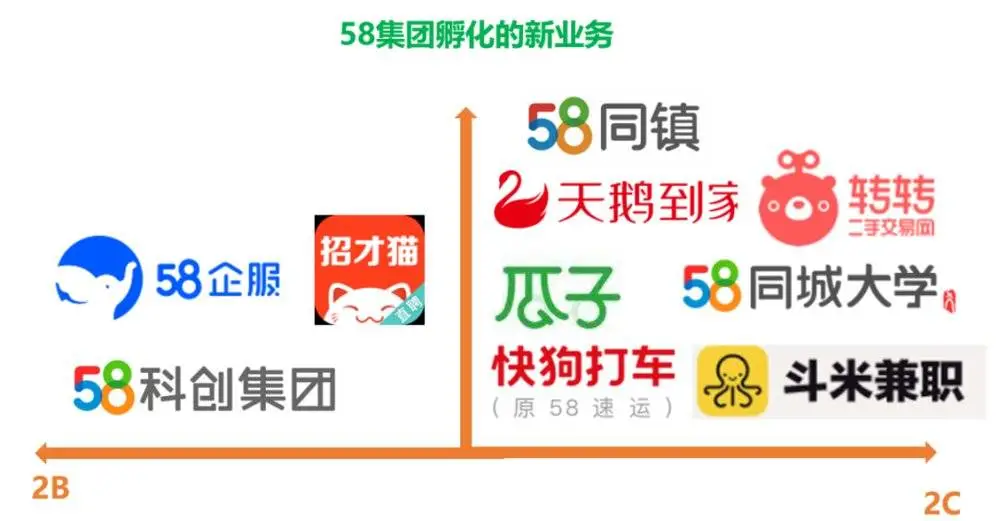 58集团孵化的新业务
58同镇
天鹅到家
转转
二手交易网
58企服
招才猫
直聘
瓜子
58同城大学
58科创集团
快狗打车
(原58速运)
斗米兼职
2B
2C